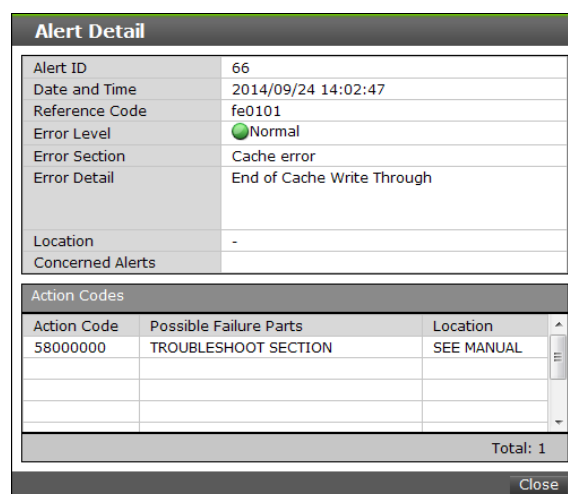 Alert Detail
Alert ID 66
Date and Time 2014/09/24 14:02:47
Reference Code fe0101
Error Level Normal
Error Section Cache error
Error Detail End of Cache Write Through
Location -
Concerned Alerts
Action Codes
Action Code Possible Failure Parts Location
58000000 TROUBLESHOOT SECTION SEE MANUAL
Total: 1
Close